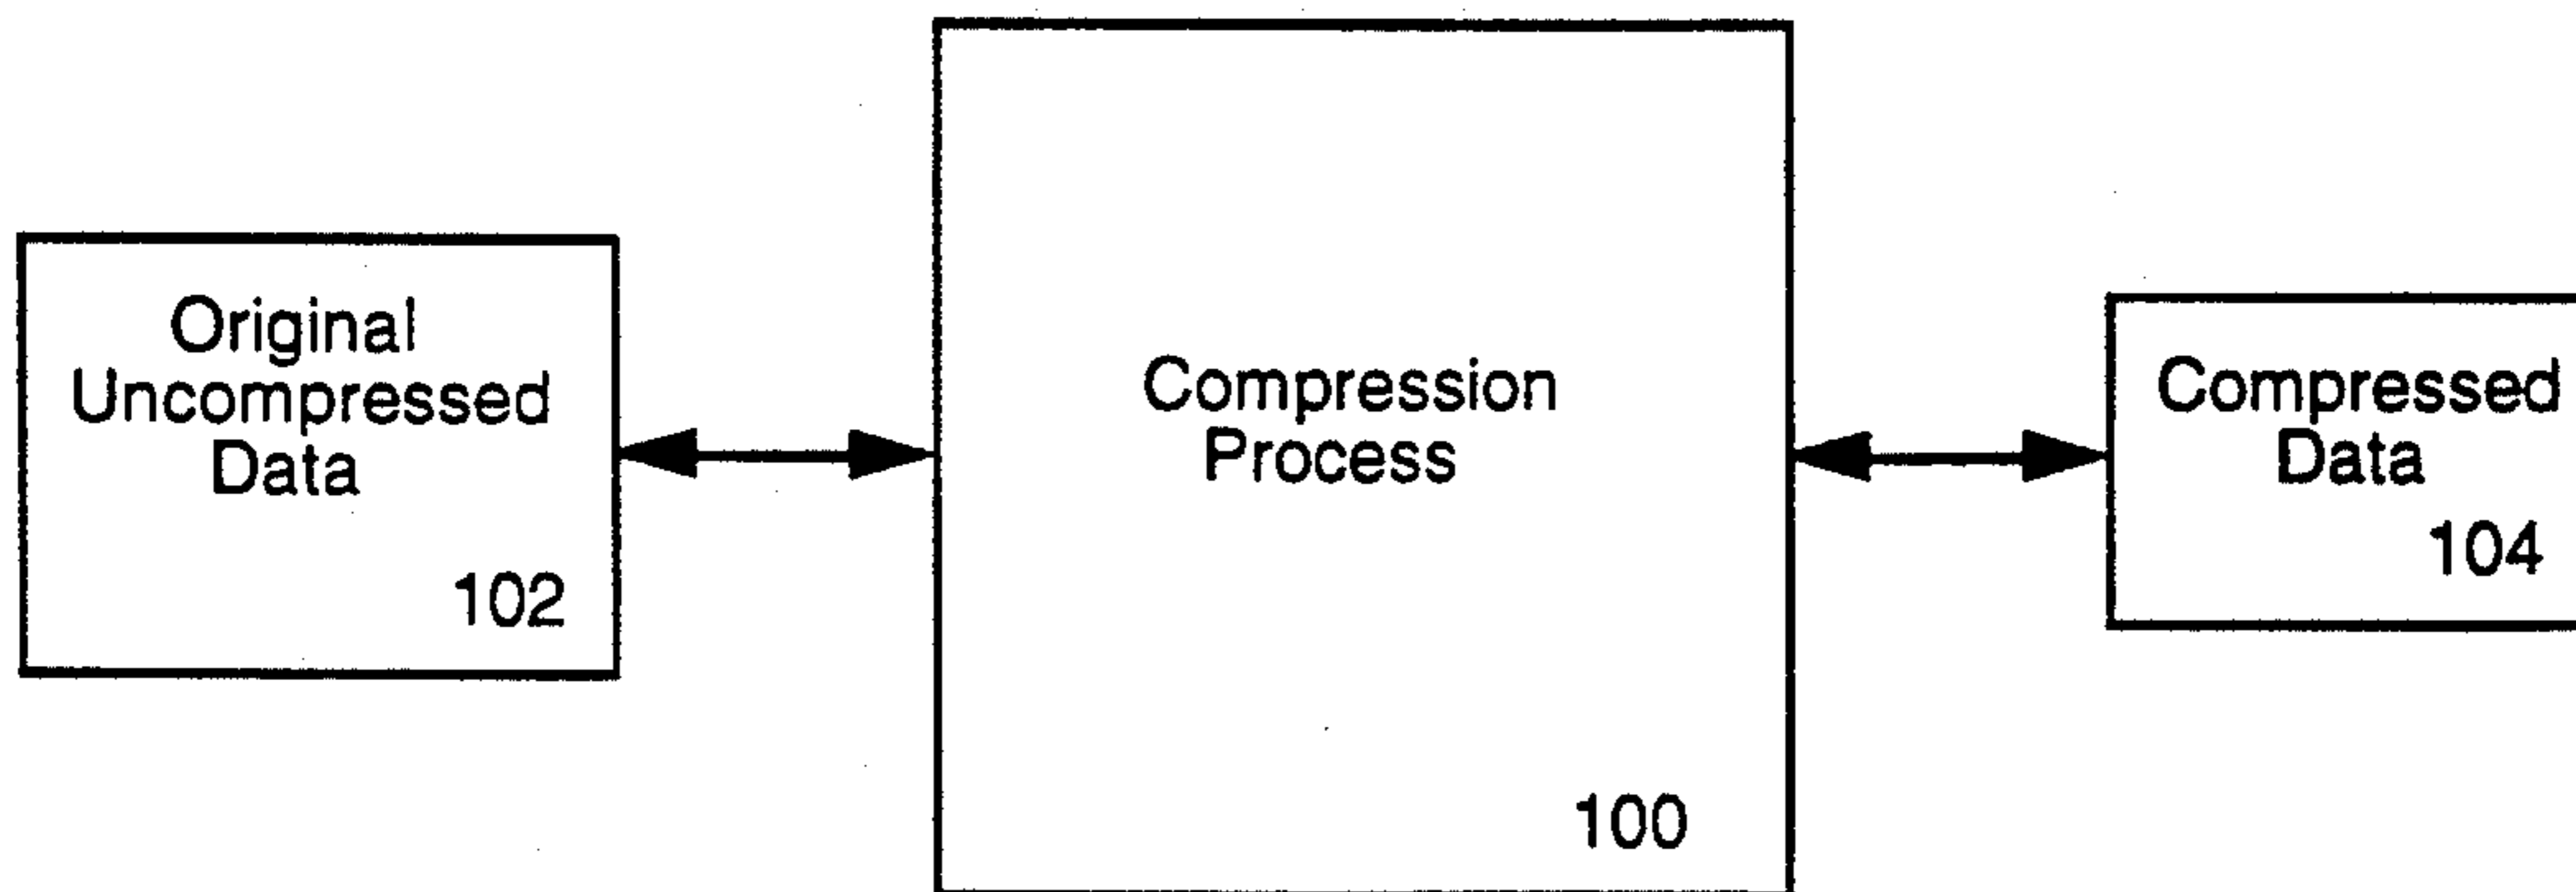 Original
Uncompressed
Data
102
Compression
Process
100
Compressed
Data
104